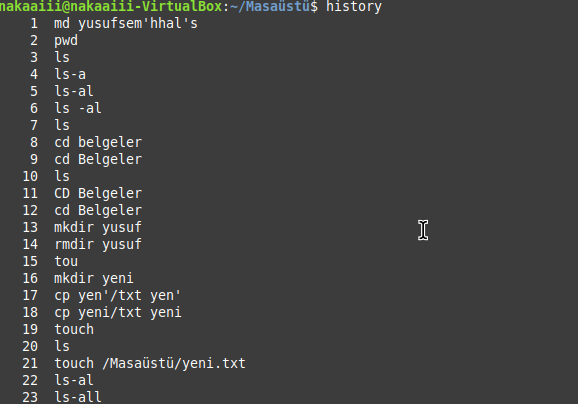 nakaaiii@nakaaiii-VirtualBox:~/Masaüstü$ history
1 md yusufsem'hhal's
2 pwd
3 ls
4 ls-a
5 ls-al
6 ls -al
7 ls
8 cd belgeler
9 cd Belgeler
10 ls
11 CD Belgeler
12 cd Belgeler
13 mkdir yusuf
14 rmdir yusuf
15 tou
16 mkdir yeni
17 cp yen'/txt yen'
18 cp yeni/txt yeni
19 touch
20 ls
21 touch /Masaüstü/yeni.txt
22 ls-al
23 ls-all